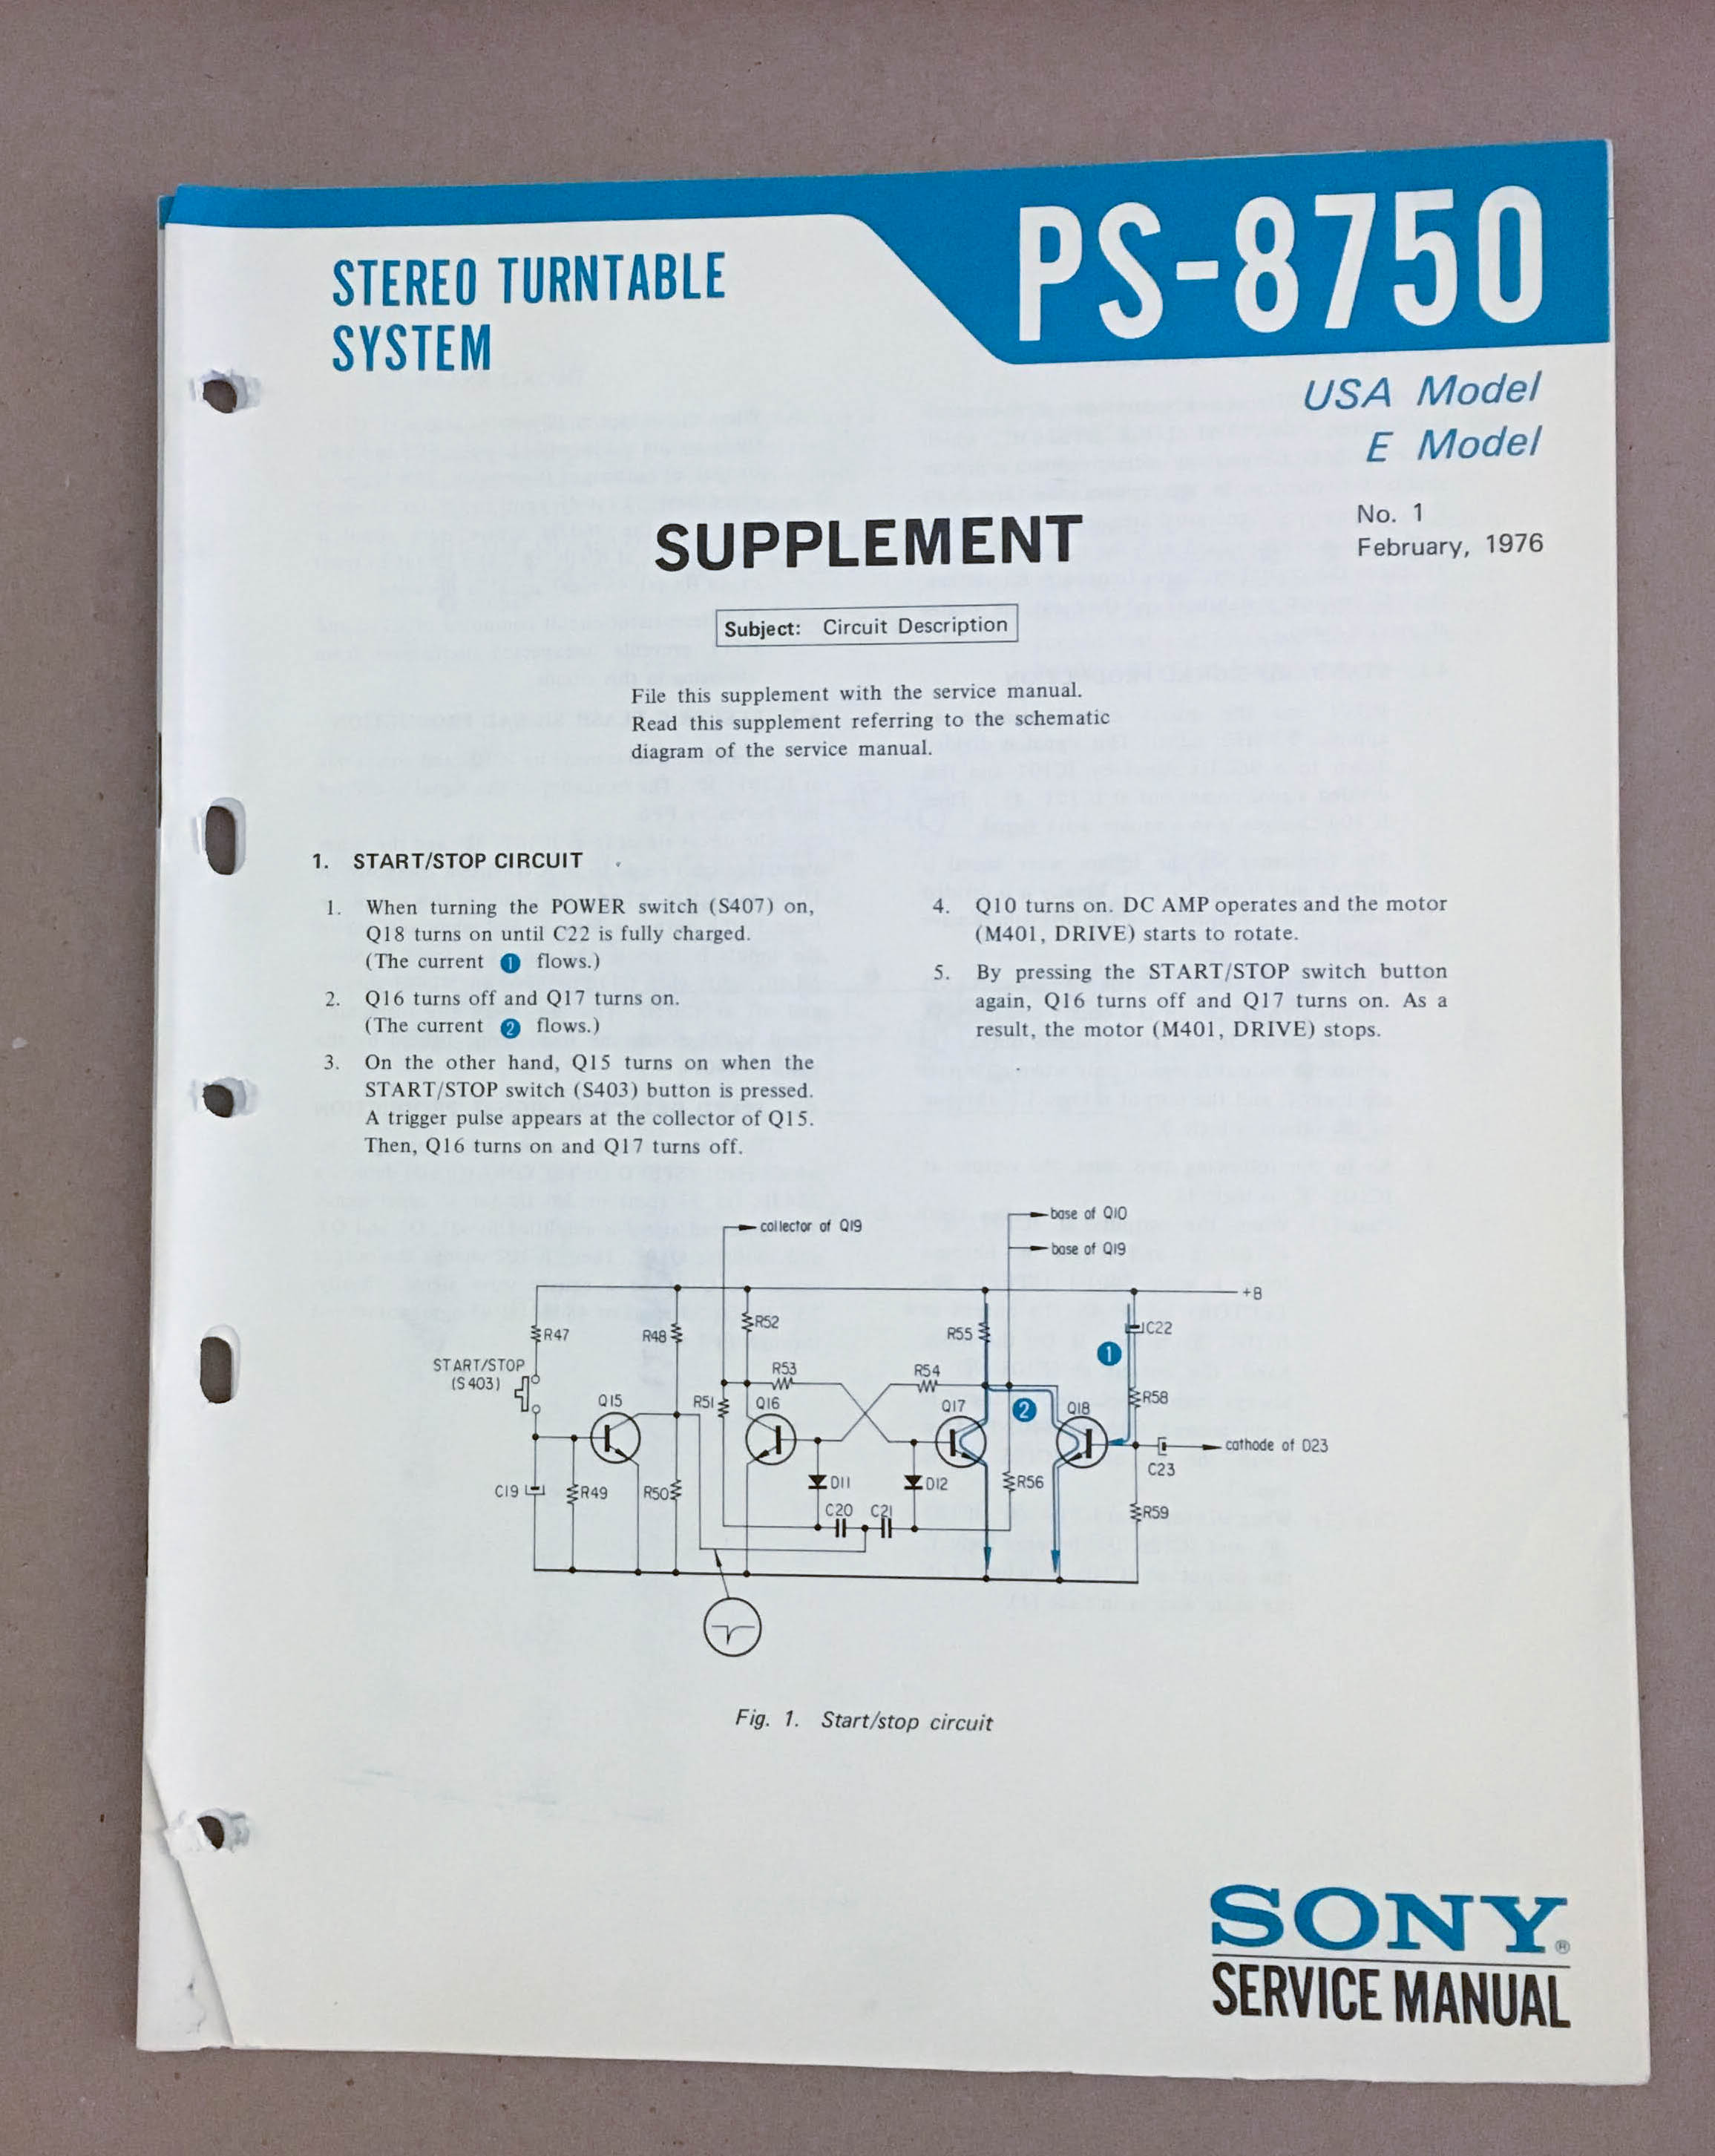 PS-8750
STEREO TURNTABLE
SYSTEM
USA Model
E Model
No. 1
February, 1976
SUPPLEMENT
Subject: Circuit Description
File this supplement with the service manual.
Read this supplement referring to the schematic
diagram of the service manual.
1. START/STOP CIRCUIT
1. When turning the POWER switch (S407) on,
Q18 turns on until C22 is fully charged.
(The current 1 flows.)
2. Q16 turns off and Q17 turns on.
(The current 2 flows.)
3. On the other hand, Q15 turns on when the
START/STOP switch (S403) button is pressed.
A trigger pulse appears at the collector of Q15.
Then, Q16 turns on and Q17 turns off.
4. Q10 turns on. DC AMP operates and the motor
(M401, DRIVE) starts to rotate.
5. By pressing the START/STOP switch button
again, Q16 turns off and Q17 turns on. As a
result, the motor (M401, DRIVE) stops.
collector of Q19
base of Q10
base of Q19
+B
R47
R48
R52
R55
C22
1
START/STOP
(S403)
R53
R54
R58
Q15
R51
Q16
Q17
2
Q18
cathode of D23
C23
C19
R49
R50
D11
D12
R56
R59
C20
C21
Fig. 1. Start/stop circuit
SONY®
SERVICE MANUAL